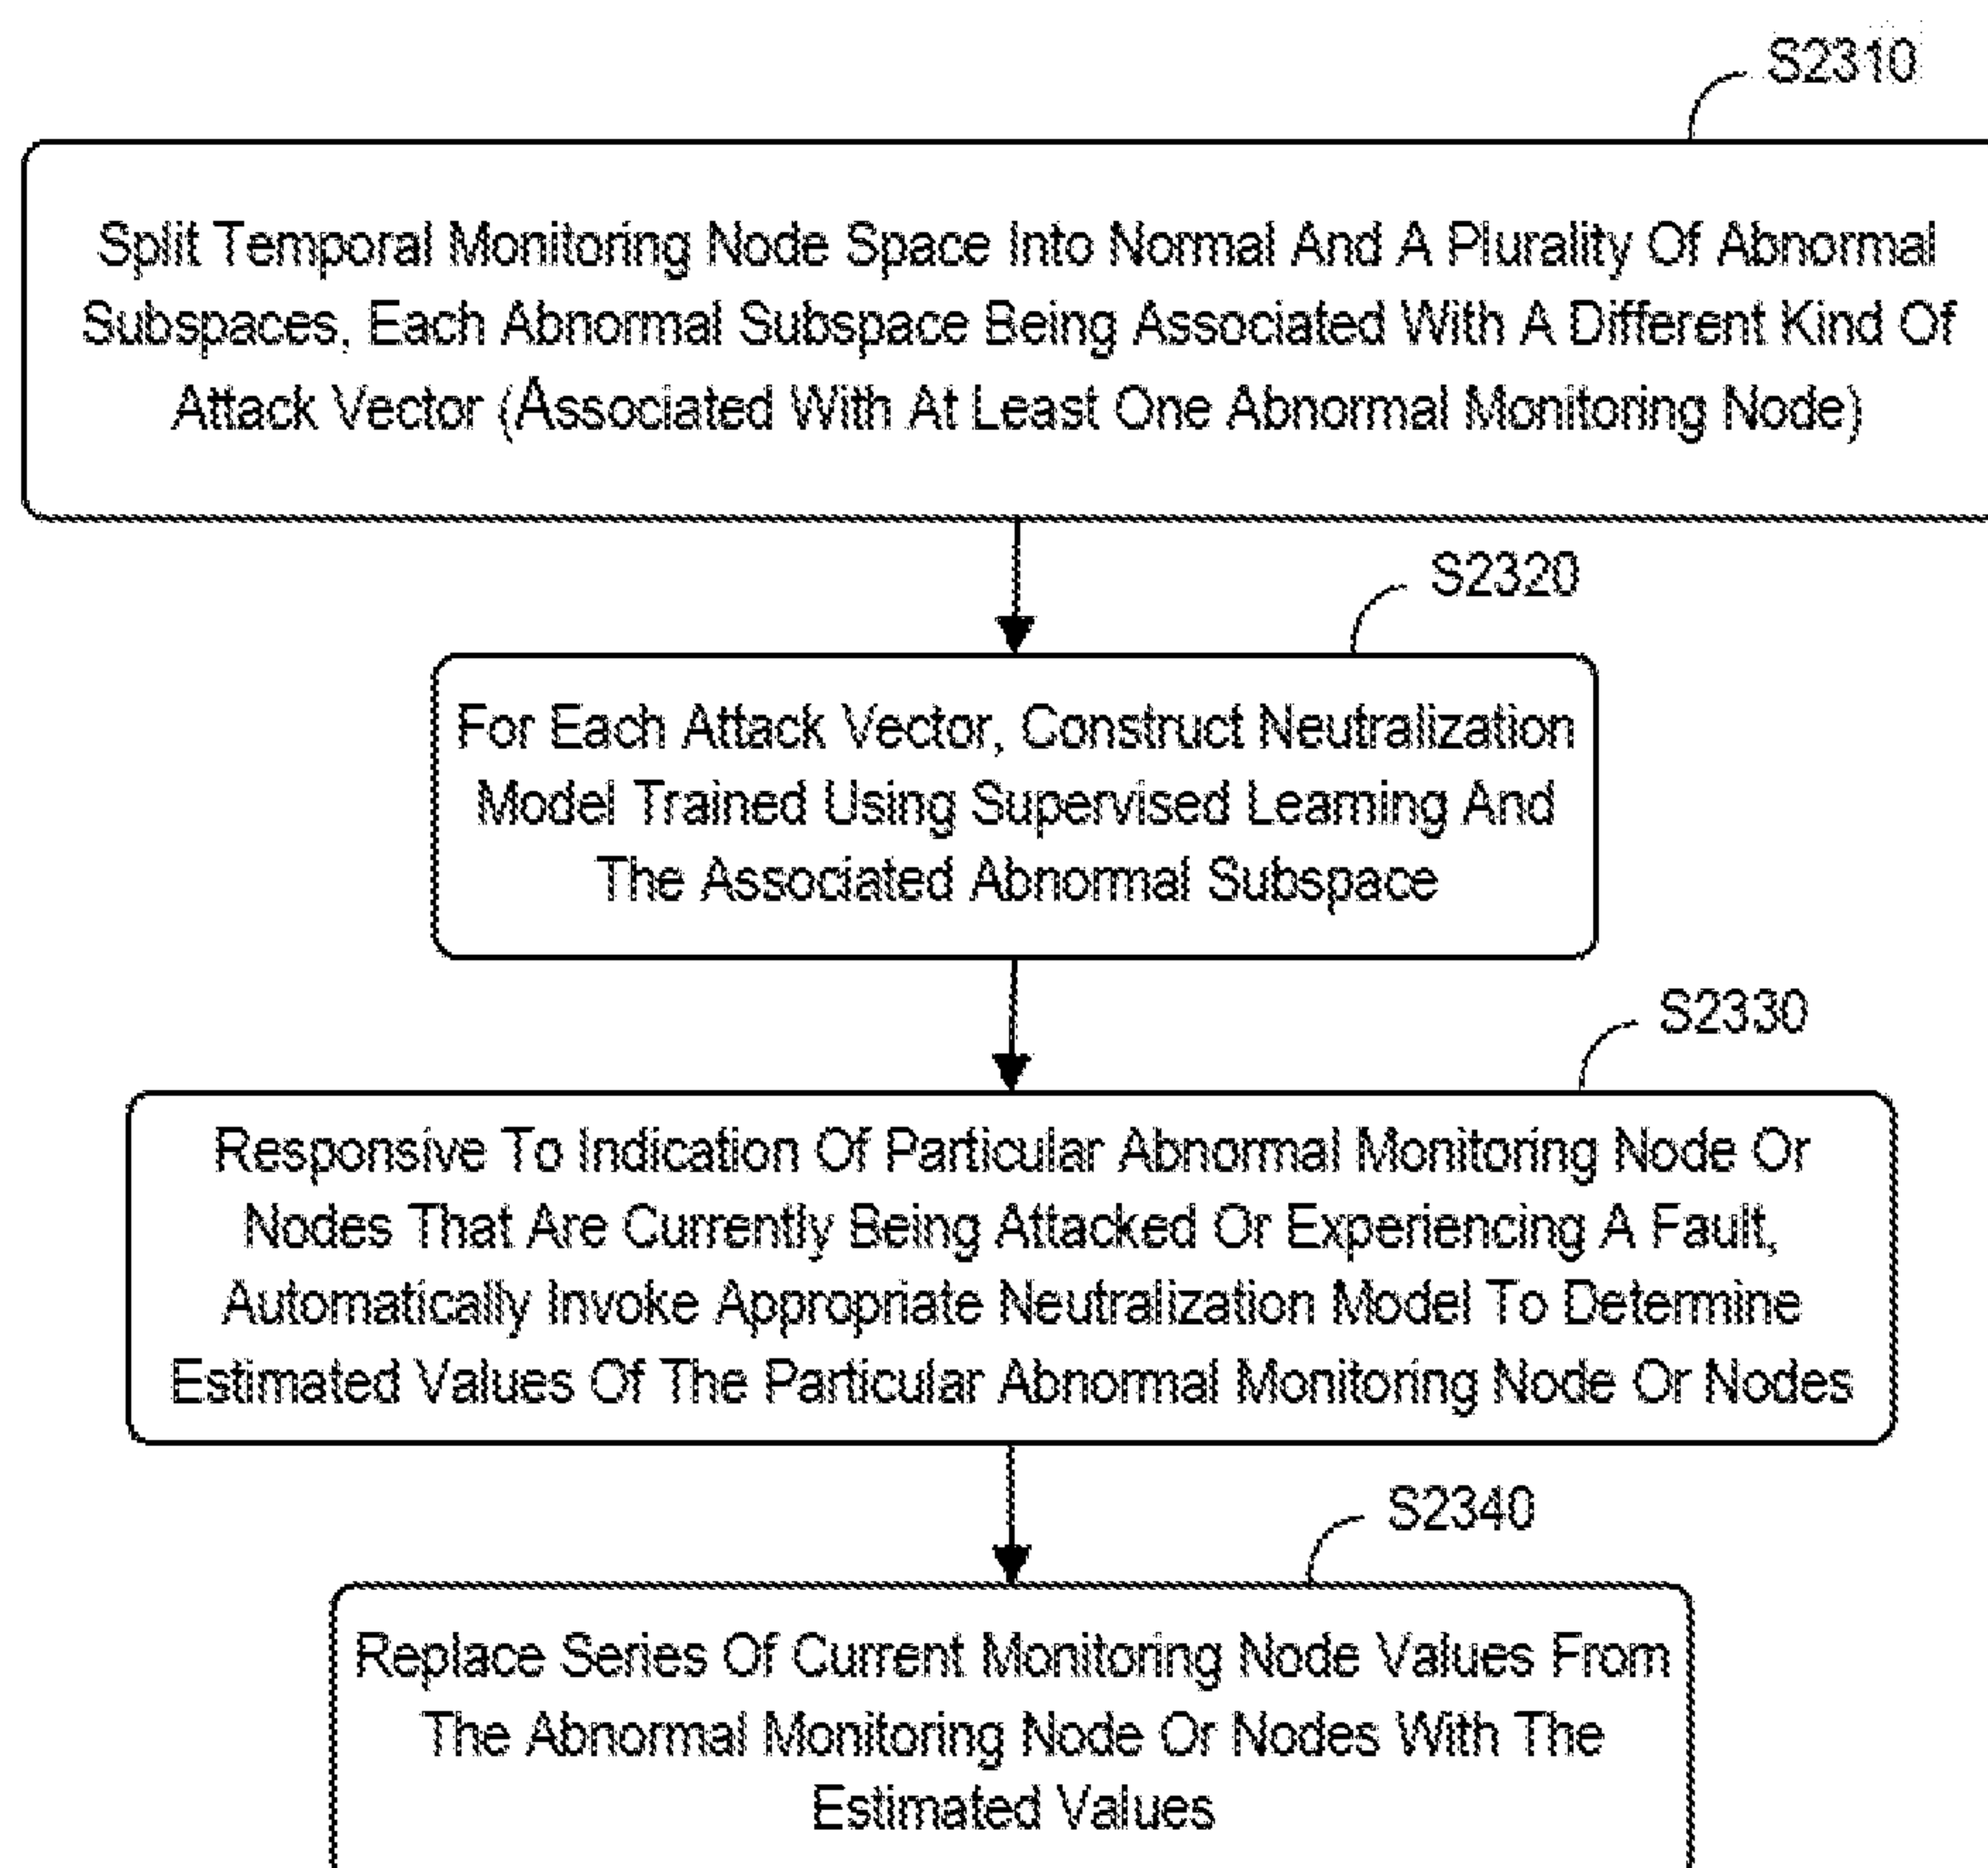 S2310
Split Temporal Monitoring Node Space Into Normal And A Plurality Of Abnormal
Subspaces, Each Abnormal Subspace Being Associated With A Different Kind Of
Attack Vector (Associated With At Least One Abnormal Monitoring Node)
S2320
For Each Attack Vector, Construct Neutralization
Model Trained Using Supervised Learning And
The Associated Abnormal Subspace
S2330
Responsive To Indication Of Particular Abnormal Monitoring Node Or
Nodes That Are Currently Being Attacked Or Experiencing A Fault,
Automatically Invoke Appropriate Neutralization Model To Determine
Estimated Values Of The Particular Abnormal Monitoring Node Or Nodes
S2340
Replace Series Of Current Monitoring Node Values From
The Abnormal Monitoring Node Or Nodes With The
Estimated Values